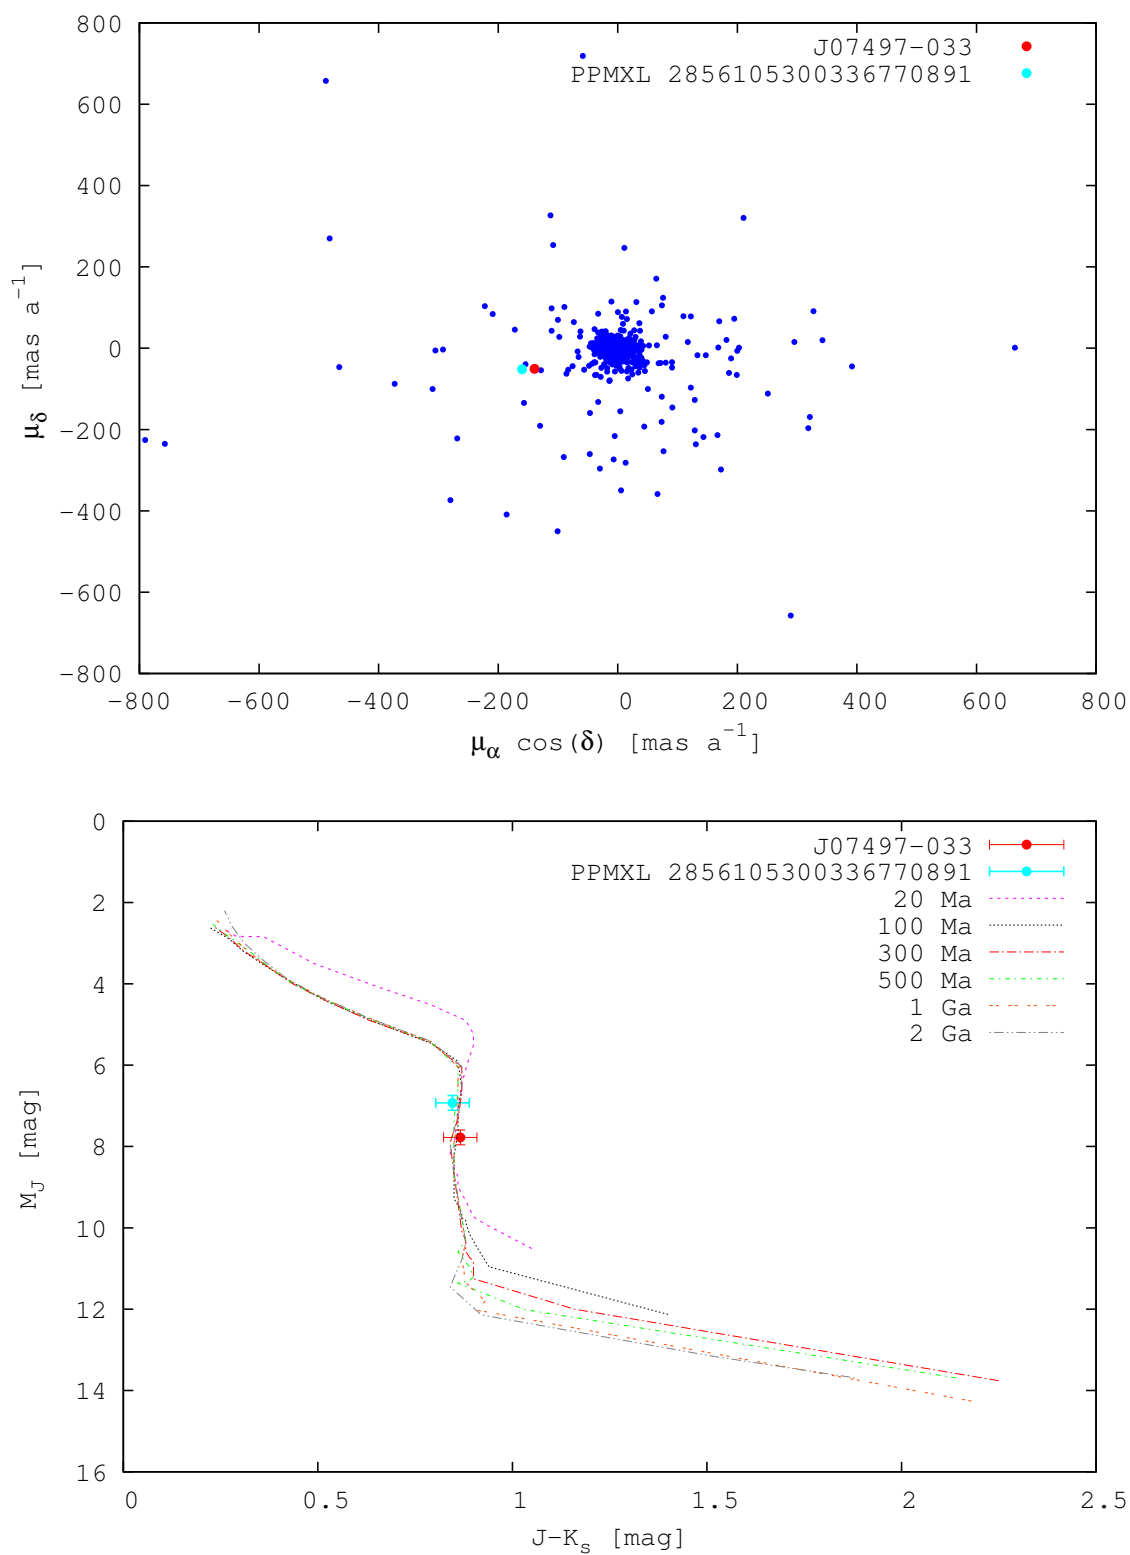 800
600
400
200
0
−200
−400
−600
−800
μδ [mas a−1]
J07497−033
PPMXL 2856105300336770891
−800 −600 −400 −200 0 200 400 600 800
μα cos(δ) [mas a−1]
0
2
4
6
8
10
12
14
16
MJ [mag]
J07497−033
PPMXL 2856105300336770891
20 Ma
100 Ma
300 Ma
500 Ma
1 Ga
2 Ga
0 0.5 1 1.5 2 2.5
J−Ks [mag]